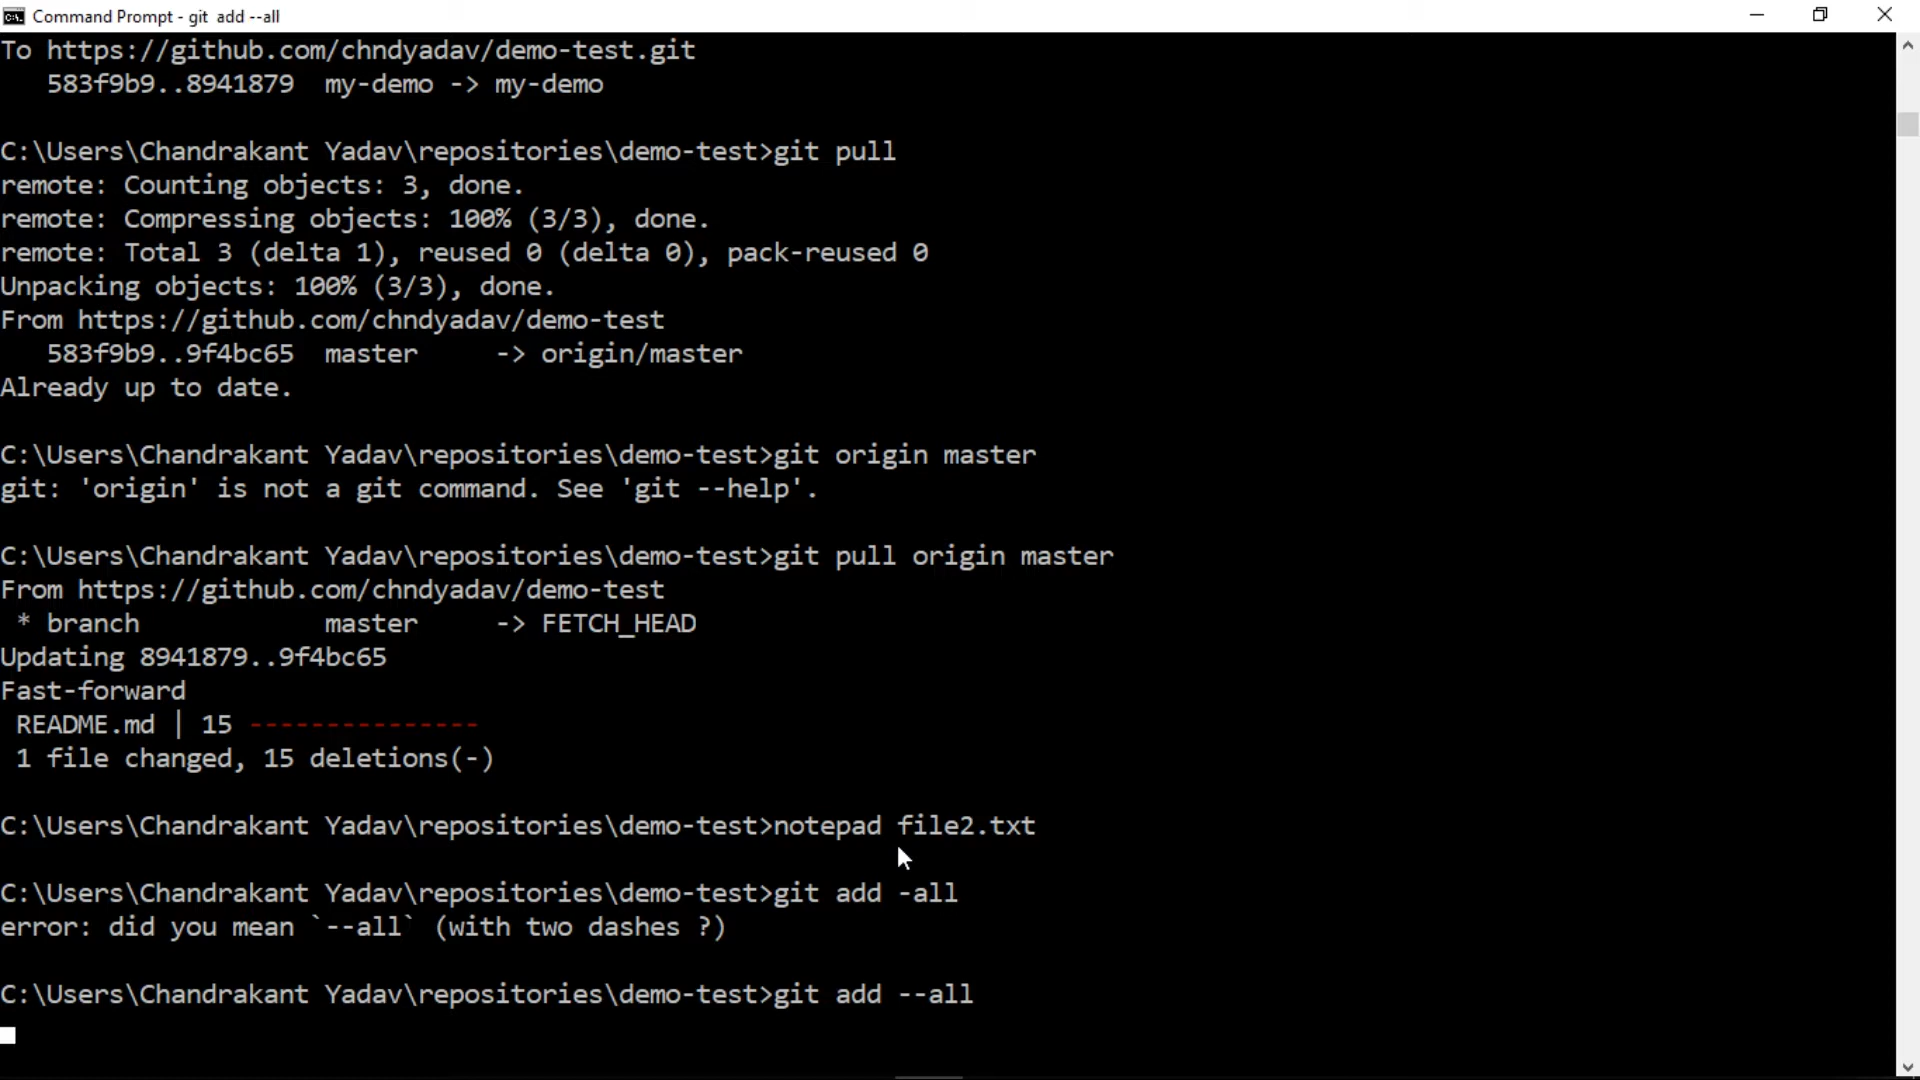 Command Prompt - git  add --all
To https://github.com/chndyadav/demo-test.git
   583f9b9..8941879  my-demo -> my-demo
C:\Users\Chandrakant Yadav\repositories\demo-test>git pull
remote: Counting objects: 3, done.
remote: Compressing objects: 100% (3/3), done.
remote: Total 3 (delta 1), reused 0 (delta 0), pack-reused 0
Unpacking objects: 100% (3/3), done.
From https://github.com/chndyadav/demo-test
   583f9b9..9f4bc65  master     -> origin/master
Already up to date.
C:\Users\Chandrakant Yadav\repositories\demo-test>git origin master
git: 'origin' is not a git command. See 'git --help'.
C:\Users\Chandrakant Yadav\repositories\demo-test>git pull origin master
From https://github.com/chndyadav/demo-test
 * branch            master     -> FETCH_HEAD
Updating 8941879..9f4bc65
Fast-forward
 README.md | 15 ---------------
 1 file changed, 15 deletions(-)
C:\Users\Chandrakant Yadav\repositories\demo-test>notepad file2.txt
C:\Users\Chandrakant Yadav\repositories\demo-test>git add -all
error: did you mean `--all` (with two dashes ?)
C:\Users\Chandrakant Yadav\repositories\demo-test>git add --all